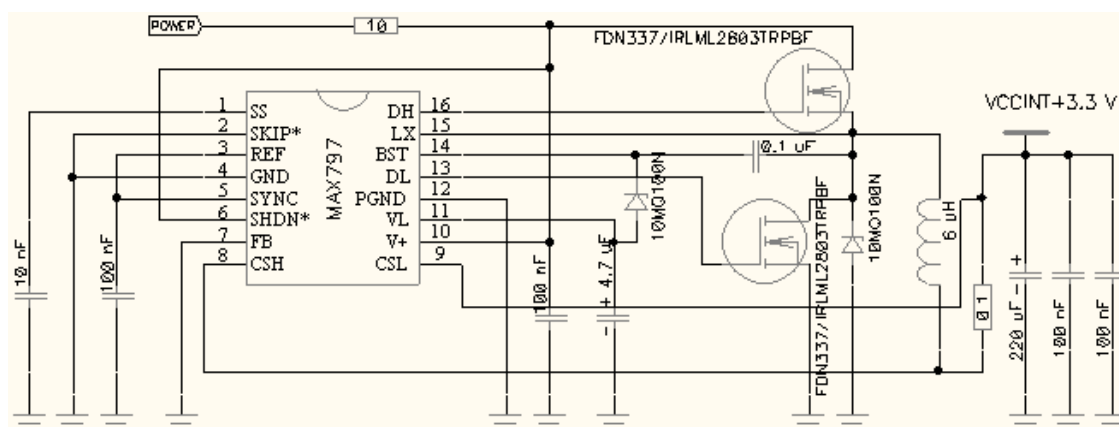 POWER
10
FDN337/IRLML2803TRPBF
VCCINT+3.3 V
1 SS
2 SKIP*
3 REF
4 GND
5 SYNC
6 SHDN*
7 FB
8 CSH
MAX797
DH 16
LX 15
BST 14
DL 13
PGND 12
VL 11
V+ 10
CSL 9
0.1 uF
10MQ100N
FDN337/IRLML2803TRPBF
10MQ100N
6 uH
10 nF
100 nF
100 nF
- + 4.7 uF
0.1
220 uF - +
100 nF
100 nF